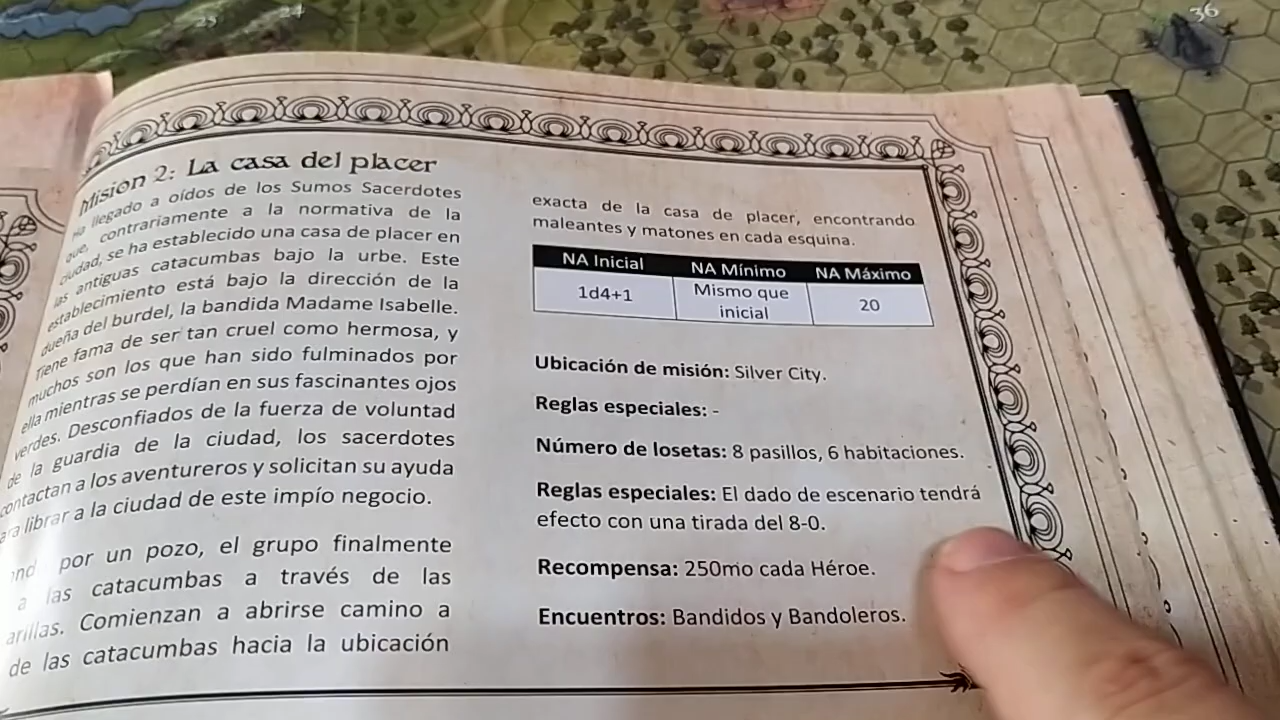 36
Misión 2: La casa del placer
Ha llegado a oídos de los Sumos Sacerdotes
que, contrariamente a la normativa de la
ciudad, se ha establecido una casa de placer en
las antiguas catacumbas bajo la urbe. Este
establecimiento está bajo la dirección de la
dueña del burdel, la bandida Madame Isabelle.
Tiene fama de ser tan cruel como hermosa, y
muchos son los que han sido fulminados por
ella mientras se perdían en sus fascinantes ojos
verdes. Desconfiados de la fuerza de voluntad
de la guardia de la ciudad, los sacerdotes
contactan a los aventureros y solicitan su ayuda
para librar a la ciudad de este impío negocio.
por un pozo, el grupo finalmente
a las catacumbas a través de las
Comienzan a abrirse camino a
de las catacumbas hacia la ubicación
exacta de la casa de placer, encontrando
maleantes y matones en cada esquina.
NA Inicial NA Mínimo NA Máximo
1d4+1 Mismo que inicial 20
Ubicación de misión: Silver City.
Reglas especiales: -
Número de losetas: 8 pasillos, 6 habitaciones.
Reglas especiales: El dado de escenario tendrá
efecto con una tirada del 8-0.
Recompensa: 250mo cada Héroe.
Encuentros: Bandidos y Bandoleros.